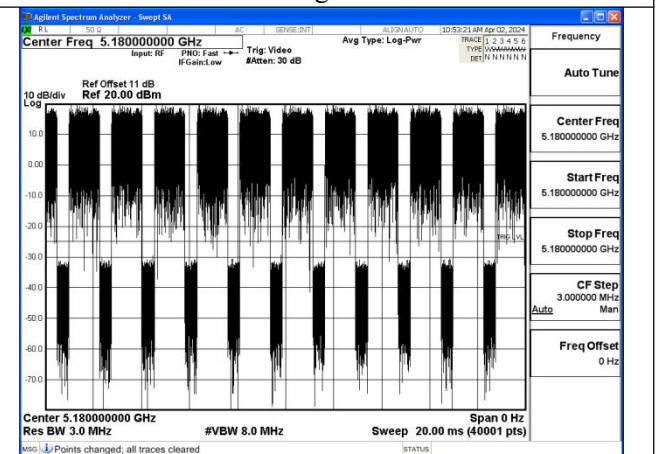 Agilent Spectrum Analyzer - Swept SA
RL 50 Ω AC SENSE:INT ALIGN AUTO 10:53:21 AM Apr 02, 2024
Center Freq 5.180000000 GHz
Input: RF PNO: Fast Trig: Video Avg Type: Log-Pwr TRACE 1 2 3 4 5 6
IFGain:Low #Atten: 30 dB TYPE WWWWWW
DET N N N N N N
Ref Offset 11 dB
10 dB/div Ref 20.00 dBm
Log
10.0
0.00
-10.0
-20.0
TRIG LVL
-30.0
-40.0
-50.0
-60.0
-70.0
Center 5.180000000 GHz Span 0 Hz
Res BW 3.0 MHz #VBW 8.0 MHz Sweep 20.00 ms (40001 pts)
MSG Points changed; all traces cleared STATUS
Frequency
Auto Tune
Center Freq
5.180000000 GHz
Start Freq
5.180000000 GHz
Stop Freq
5.180000000 GHz
CF Step
3.000000 MHz
Auto Man
Freq Offset
0 Hz